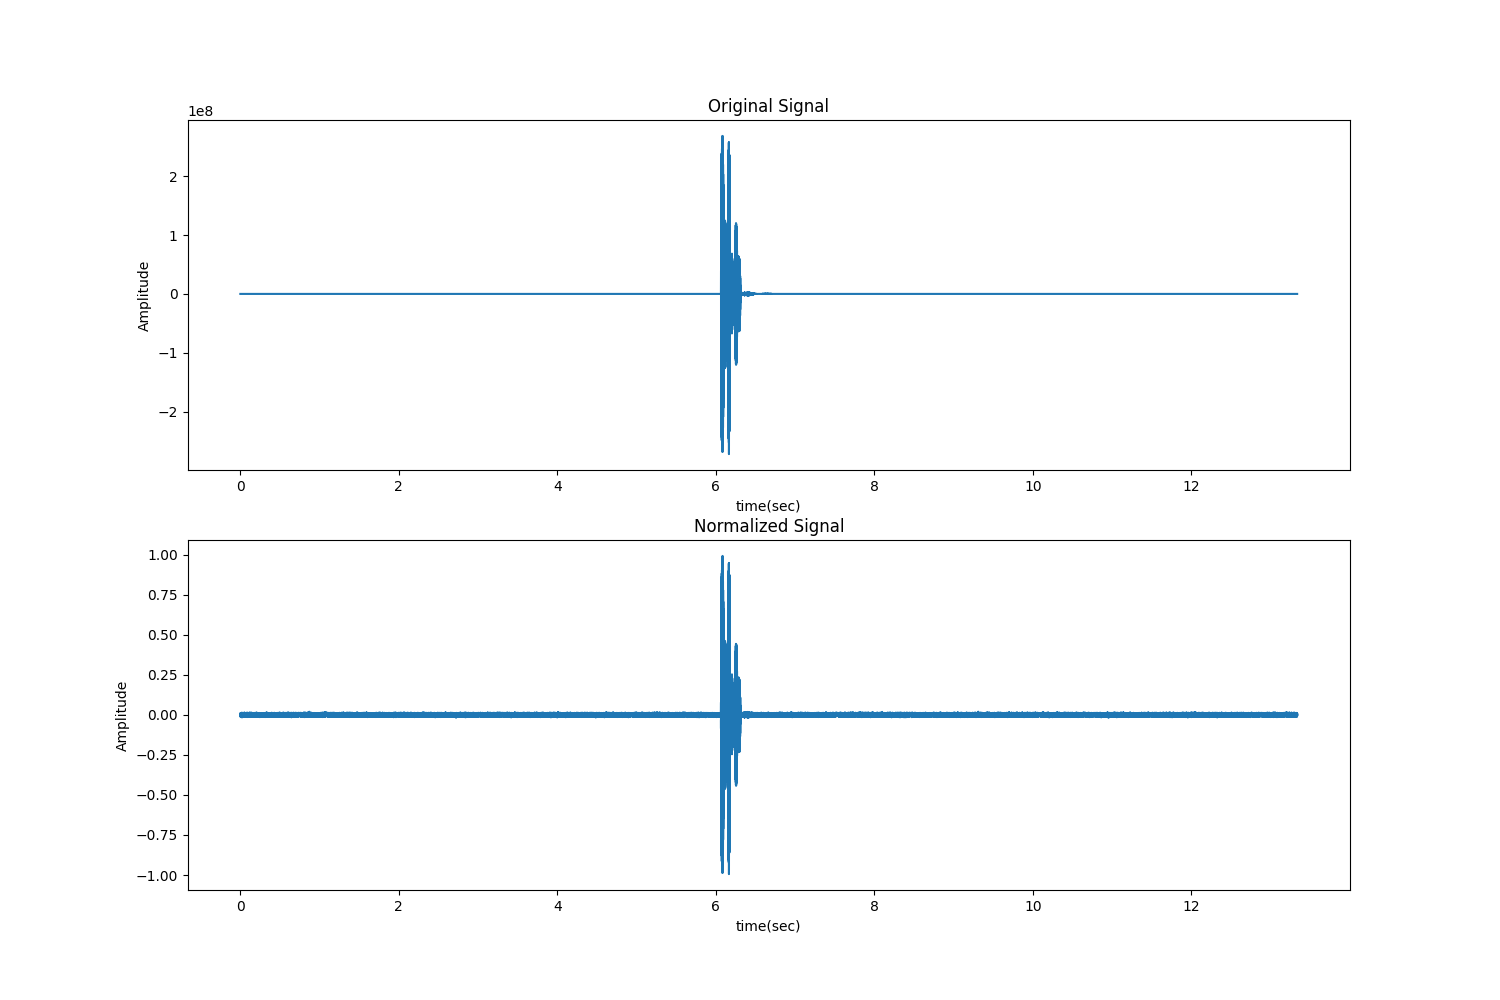 Original Signal
1e8
2
1
0
−1
−2
Amplitude
0 2 4 6 8 10 12
time(sec)
Normalized Signal
1.00
0.75
0.50
0.25
0.00
−0.25
−0.50
−0.75
−1.00
Amplitude
0 2 4 6 8 10 12
time(sec)